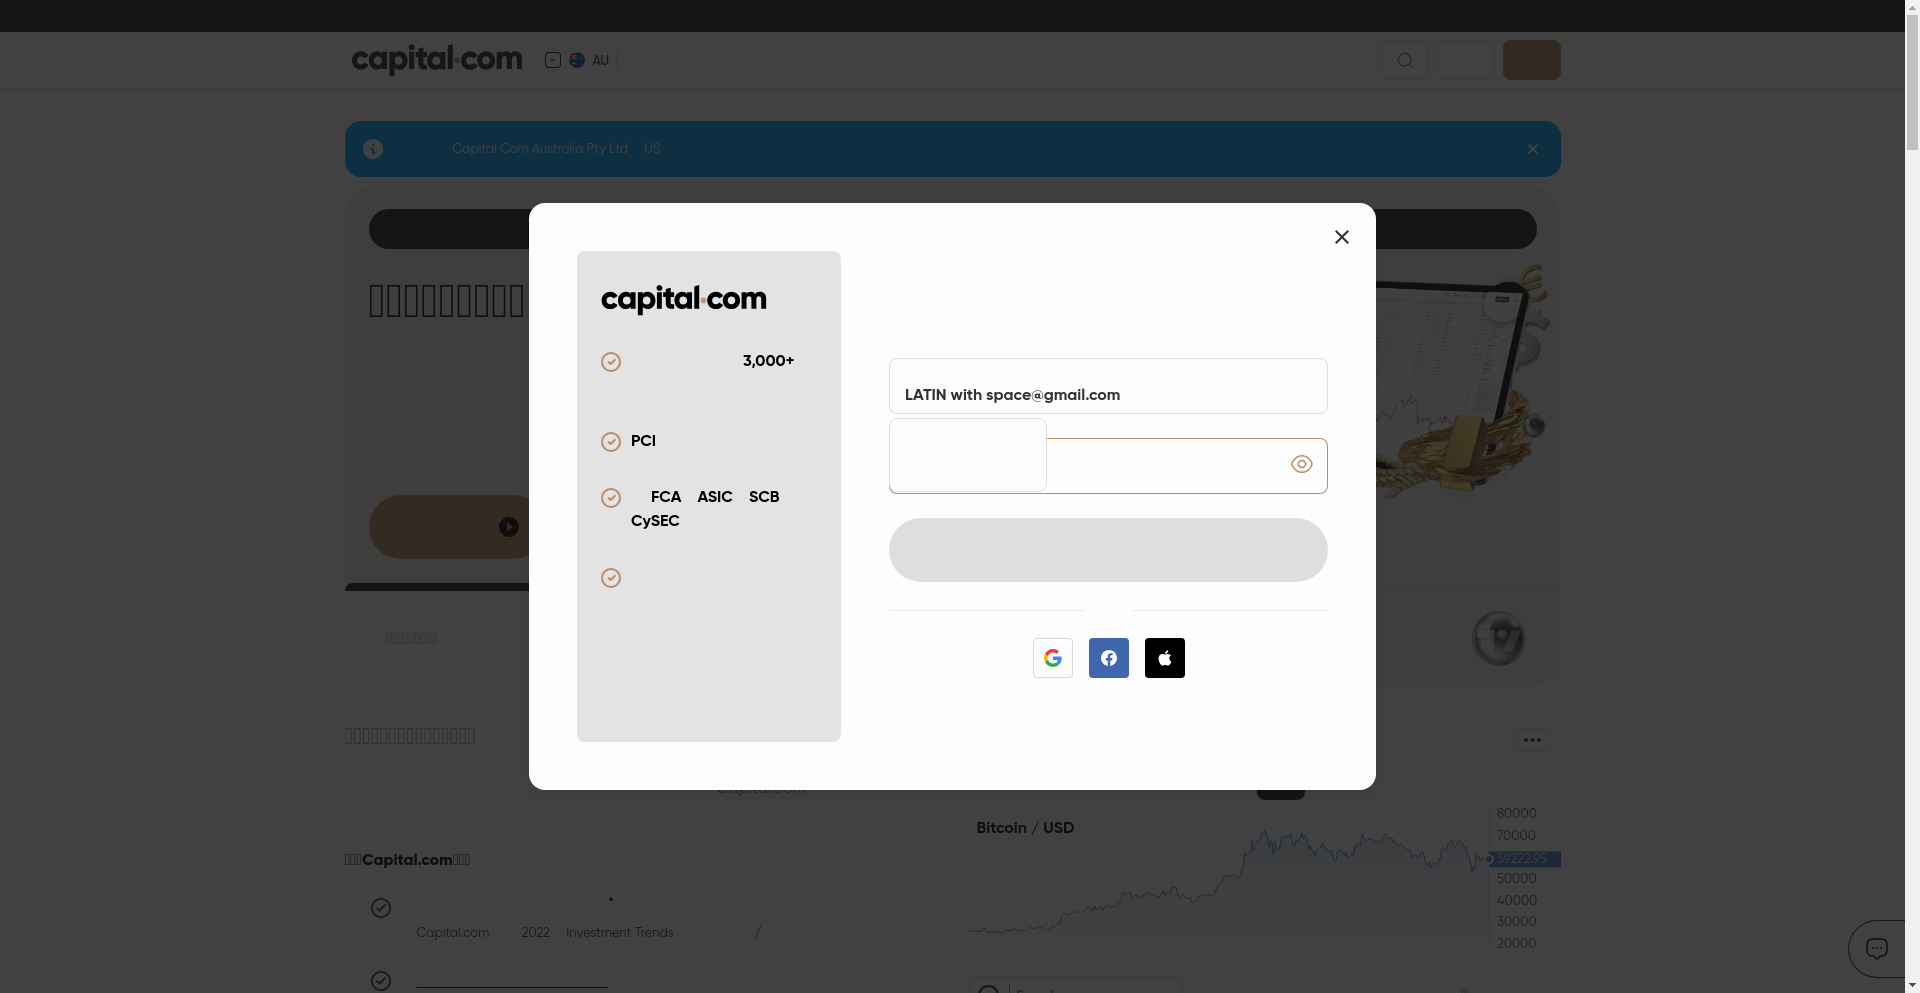 capital.com
AU
Capital Com Australia Pty Ltd US
capital.com
3,000+
PCI
FCA ASIC SCB
CySEC
LATIN with space@gmail.com
Capital.com
Bitcoin / USD
80000
70000
59222.95
50000
40000
30000
20000
Capital.com
Capital.com 2022 Investment Trends /